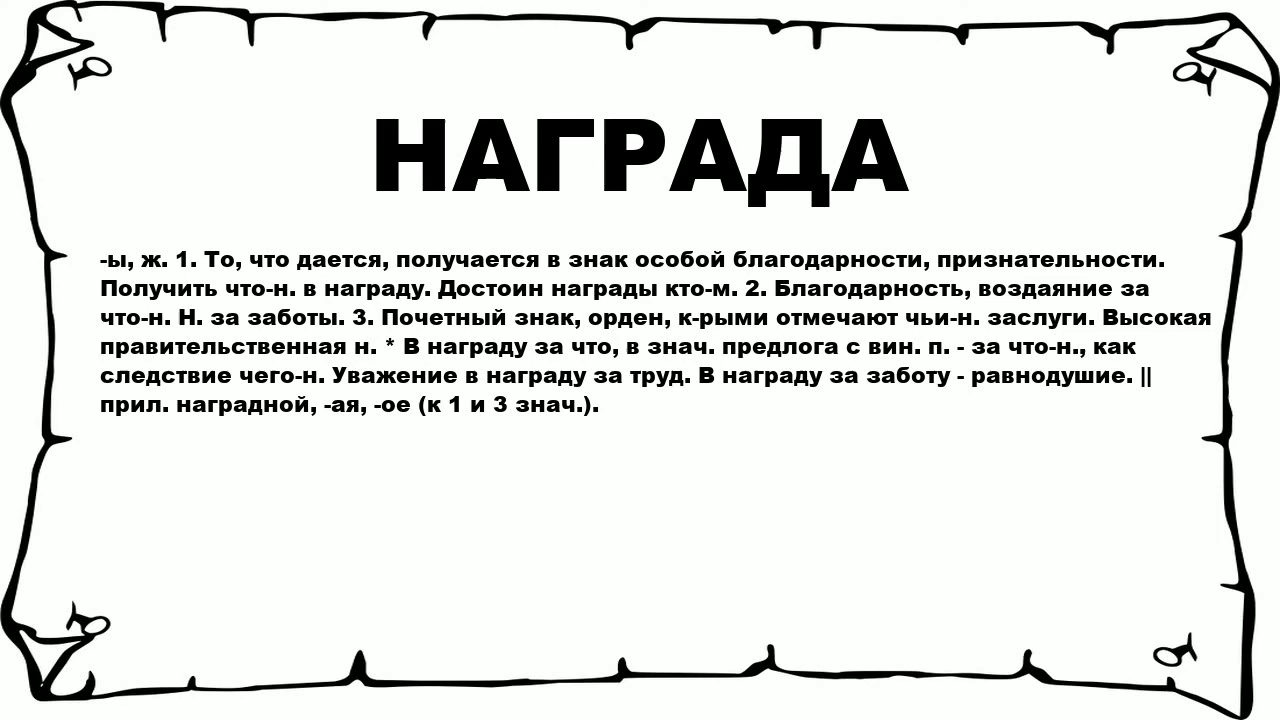 НАГРАДА
-ы, ж. 1. То, что дается, получается в знак особой благодарности, признательности.
Получить что-н. в награду. Достоин награды кто-м. 2. Благодарность, воздаяние за
что-н. Н. за заботы. 3. Почетный знак, орден, к-рыми отмечают чьи-н. заслуги. Высокая
правительственная н. * В награду за что, в знач. предлога с вин. п. - за что-н., как
следствие чего-н. Уважение в награду за труд. В награду за заботу - равнодушие. ||
прил. наградной, -ая, -ое (к 1 и 3 знач.).